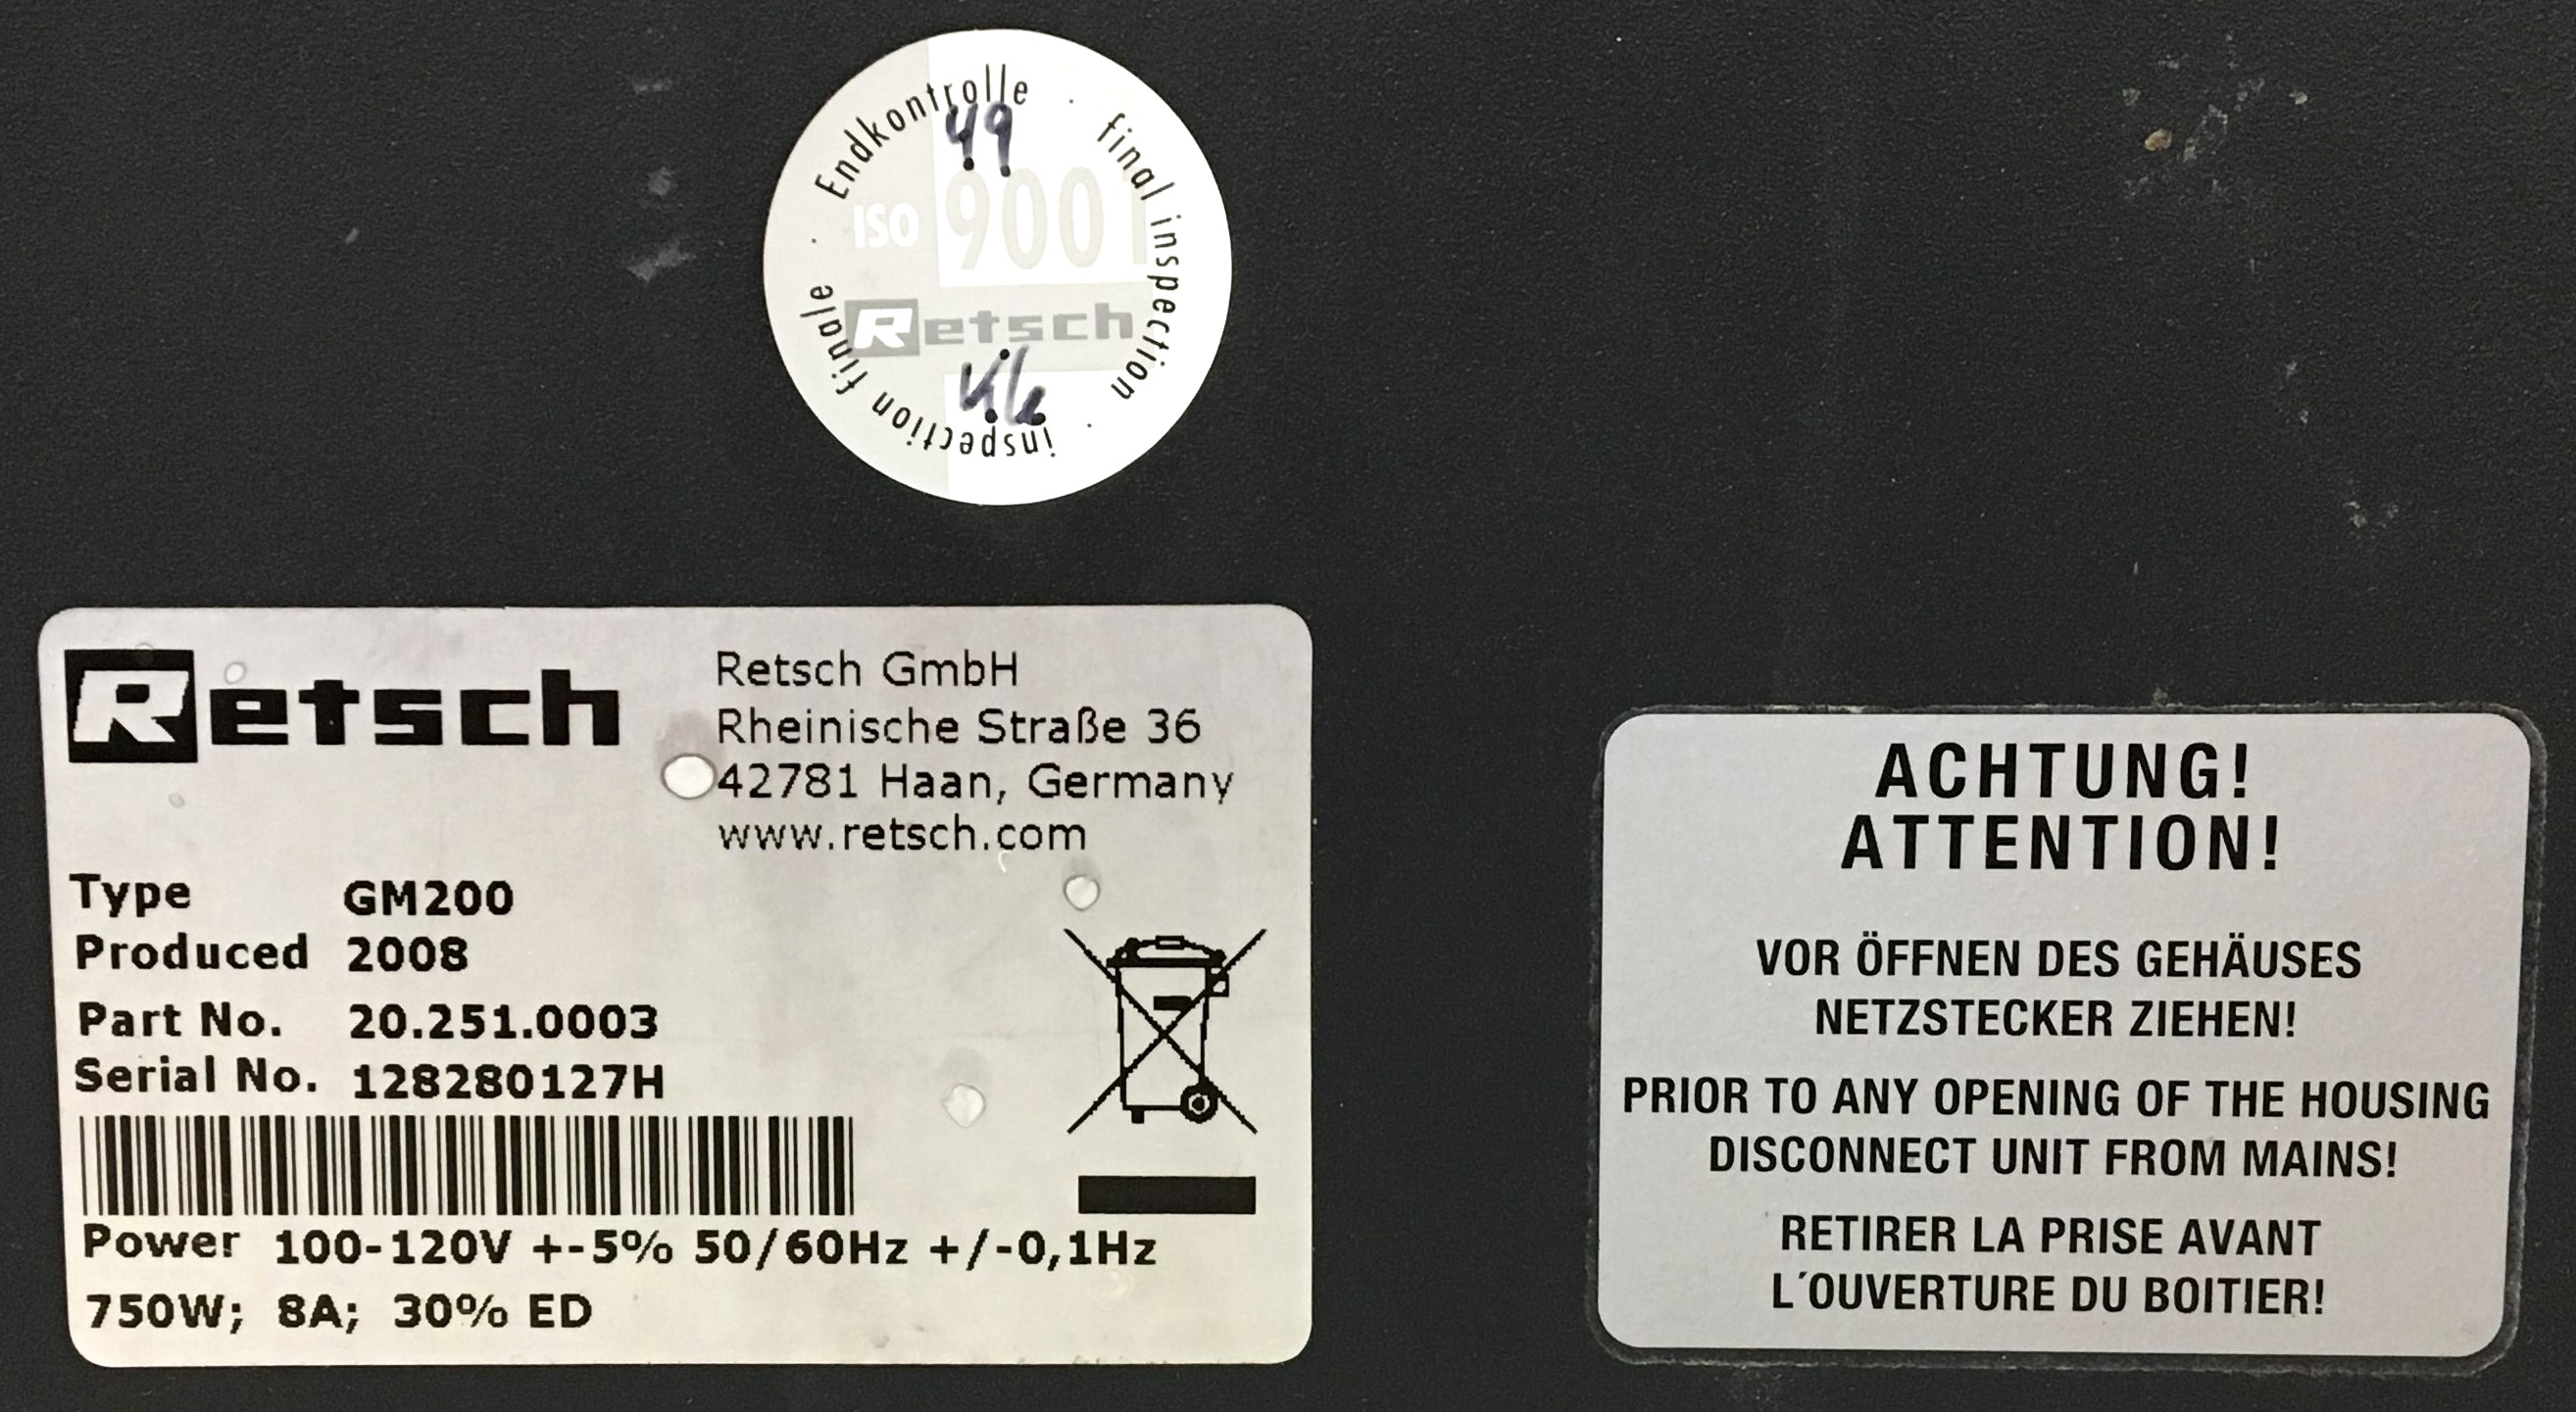 Endkontrolle · final inspection · inspection finale ·
49
ISO 9001
Retsch
Retsch
Retsch GmbH
Rheinische Straße 36
42781 Haan, Germany
www.retsch.com
Type GM200
Produced 2008
Part No. 20.251.0003
Serial No. 128280127H
Power 100-120V +-5% 50/60Hz +/-0,1Hz
750W; 8A; 30% ED
ACHTUNG!
ATTENTION!
VOR ÖFFNEN DES GEHÄUSES
NETZSTECKER ZIEHEN!
PRIOR TO ANY OPENING OF THE HOUSING
DISCONNECT UNIT FROM MAINS!
RETIRER LA PRISE AVANT
L´OUVERTURE DU BOITIER!